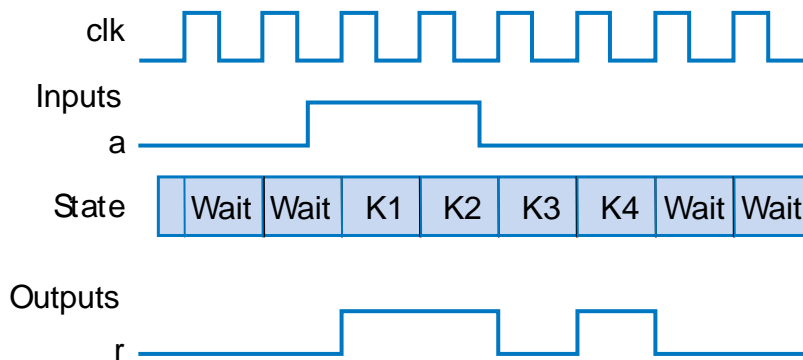 clk
Inputs
a
State Wait Wait K1 K2 K3 K4 Wait Wait
Outputs
r